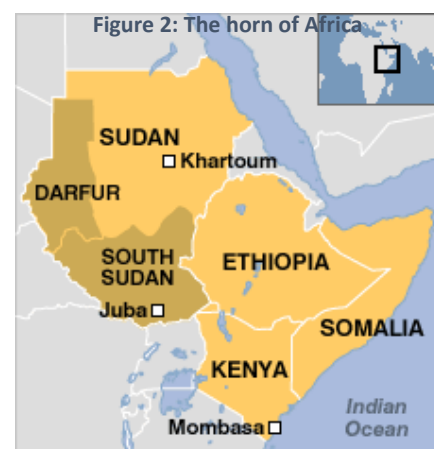 Figure 2: The horn of Africa
SUDAN
Khartoum
DARFUR
SOUTH
SUDAN
ETHIOPIA
Juba
SOMALIA
KENYA
Indian
Ocean
Mombasa